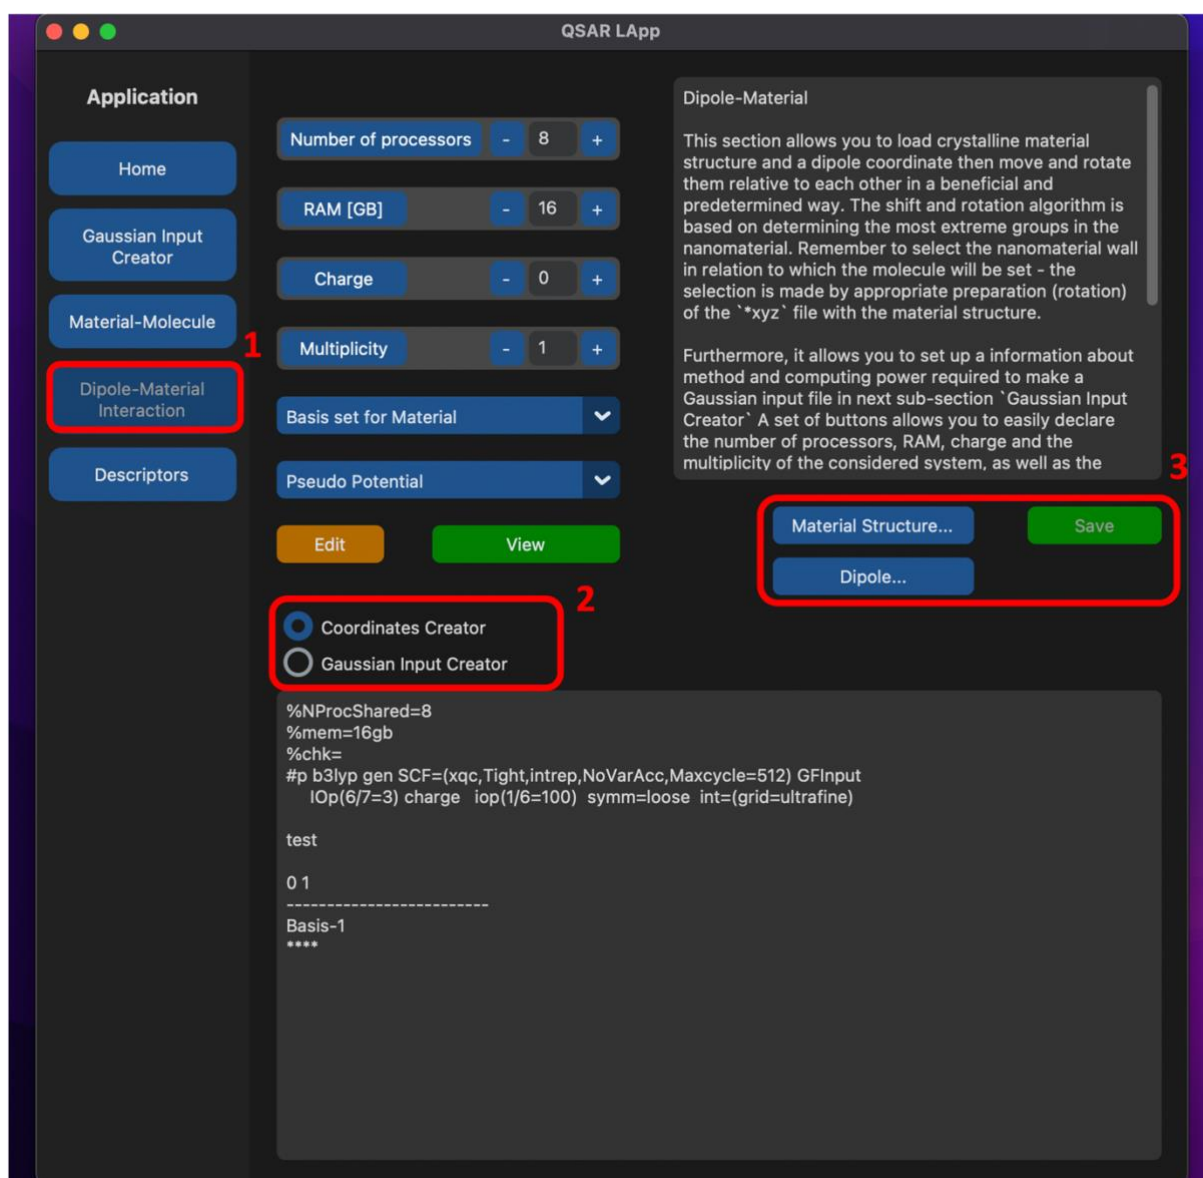 QSAR LApp
Application
Home
Gaussian Input
Creator
Material-Molecule
1
Dipole-Material
Interaction
Descriptors
Number of processors - 8 +
RAM [GB] - 16 +
Charge - 0 +
Multiplicity - 1 +
Basis set for Material
Pseudo Potential
Edit View
Dipole-Material
This section allows you to load crystalline material
structure and a dipole coordinate then move and rotate
them relative to each other in a beneficial and
predetermined way. The shift and rotation algorithm is
based on determining the most extreme groups in the
nanomaterial. Remember to select the nanomaterial wall
in relation to which the molecule will be set - the
selection is made by appropriate preparation (rotation)
of the `*xyz` file with the material structure.
Furthermore, it allows you to set up a information about
method and computing power required to make a
Gaussian input file in next sub-section `Gaussian Input
Creator` A set of buttons allows you to easily declare
the number of processors, RAM, charge and the
multiplicity of the considered system, as well as the
3
Material Structure... Save
Dipole...
2
Coordinates Creator
Gaussian Input Creator
%NProcShared=8
%mem=16gb
%chk=
#p b3lyp gen SCF=(xqc,Tight,intrep,NoVarAcc,Maxcycle=512) GFInput
IOp(6/7=3) charge iop(1/6=100) symm=loose int=(grid=ultrafine)
test
0 1
-------------------------
Basis-1
****